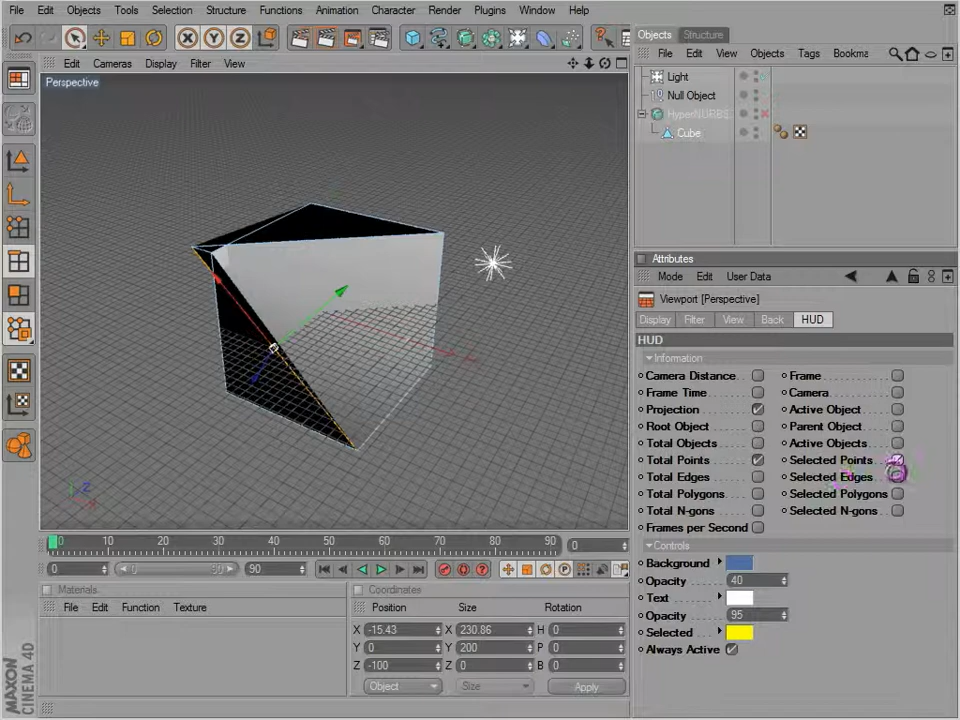 File Edit Objects Tools Selection Structure Functions Animation Character Render Plugins Window Help
Objects Structure
Edit Cameras Display Filter View
File Edit View Objects Tags Bookma
Perspective
Light
Null Object
HyperNURBS
Cube
Attributes
Mode Edit User Data
Viewport [Perspective]
Display Filter View Back HUD
HUD
Information
Camera Distance Frame
Frame Time Camera
Projection Active Object
Root Object Parent Object
Total Objects Active Objects
Total Points Selected Points
Total Edges Selected Edges
Total Polygons Selected Polygons
Total N-gons Selected N-gons
Frames per Second
0 10 20 30 40 50 60 70 80 90 0
Controls
0 0 90 90
Background
Opacity 40
Text
Opacity 95
Selected
Always Active
Materials
File Edit Function Texture
Coordinates
Position Size Rotation
X -15.43 X 230.86 H 0
Y 0 Y 200 P 0
Z -100 Z 0 B 0
Object Size Apply
MAXON
CINEMA 4D